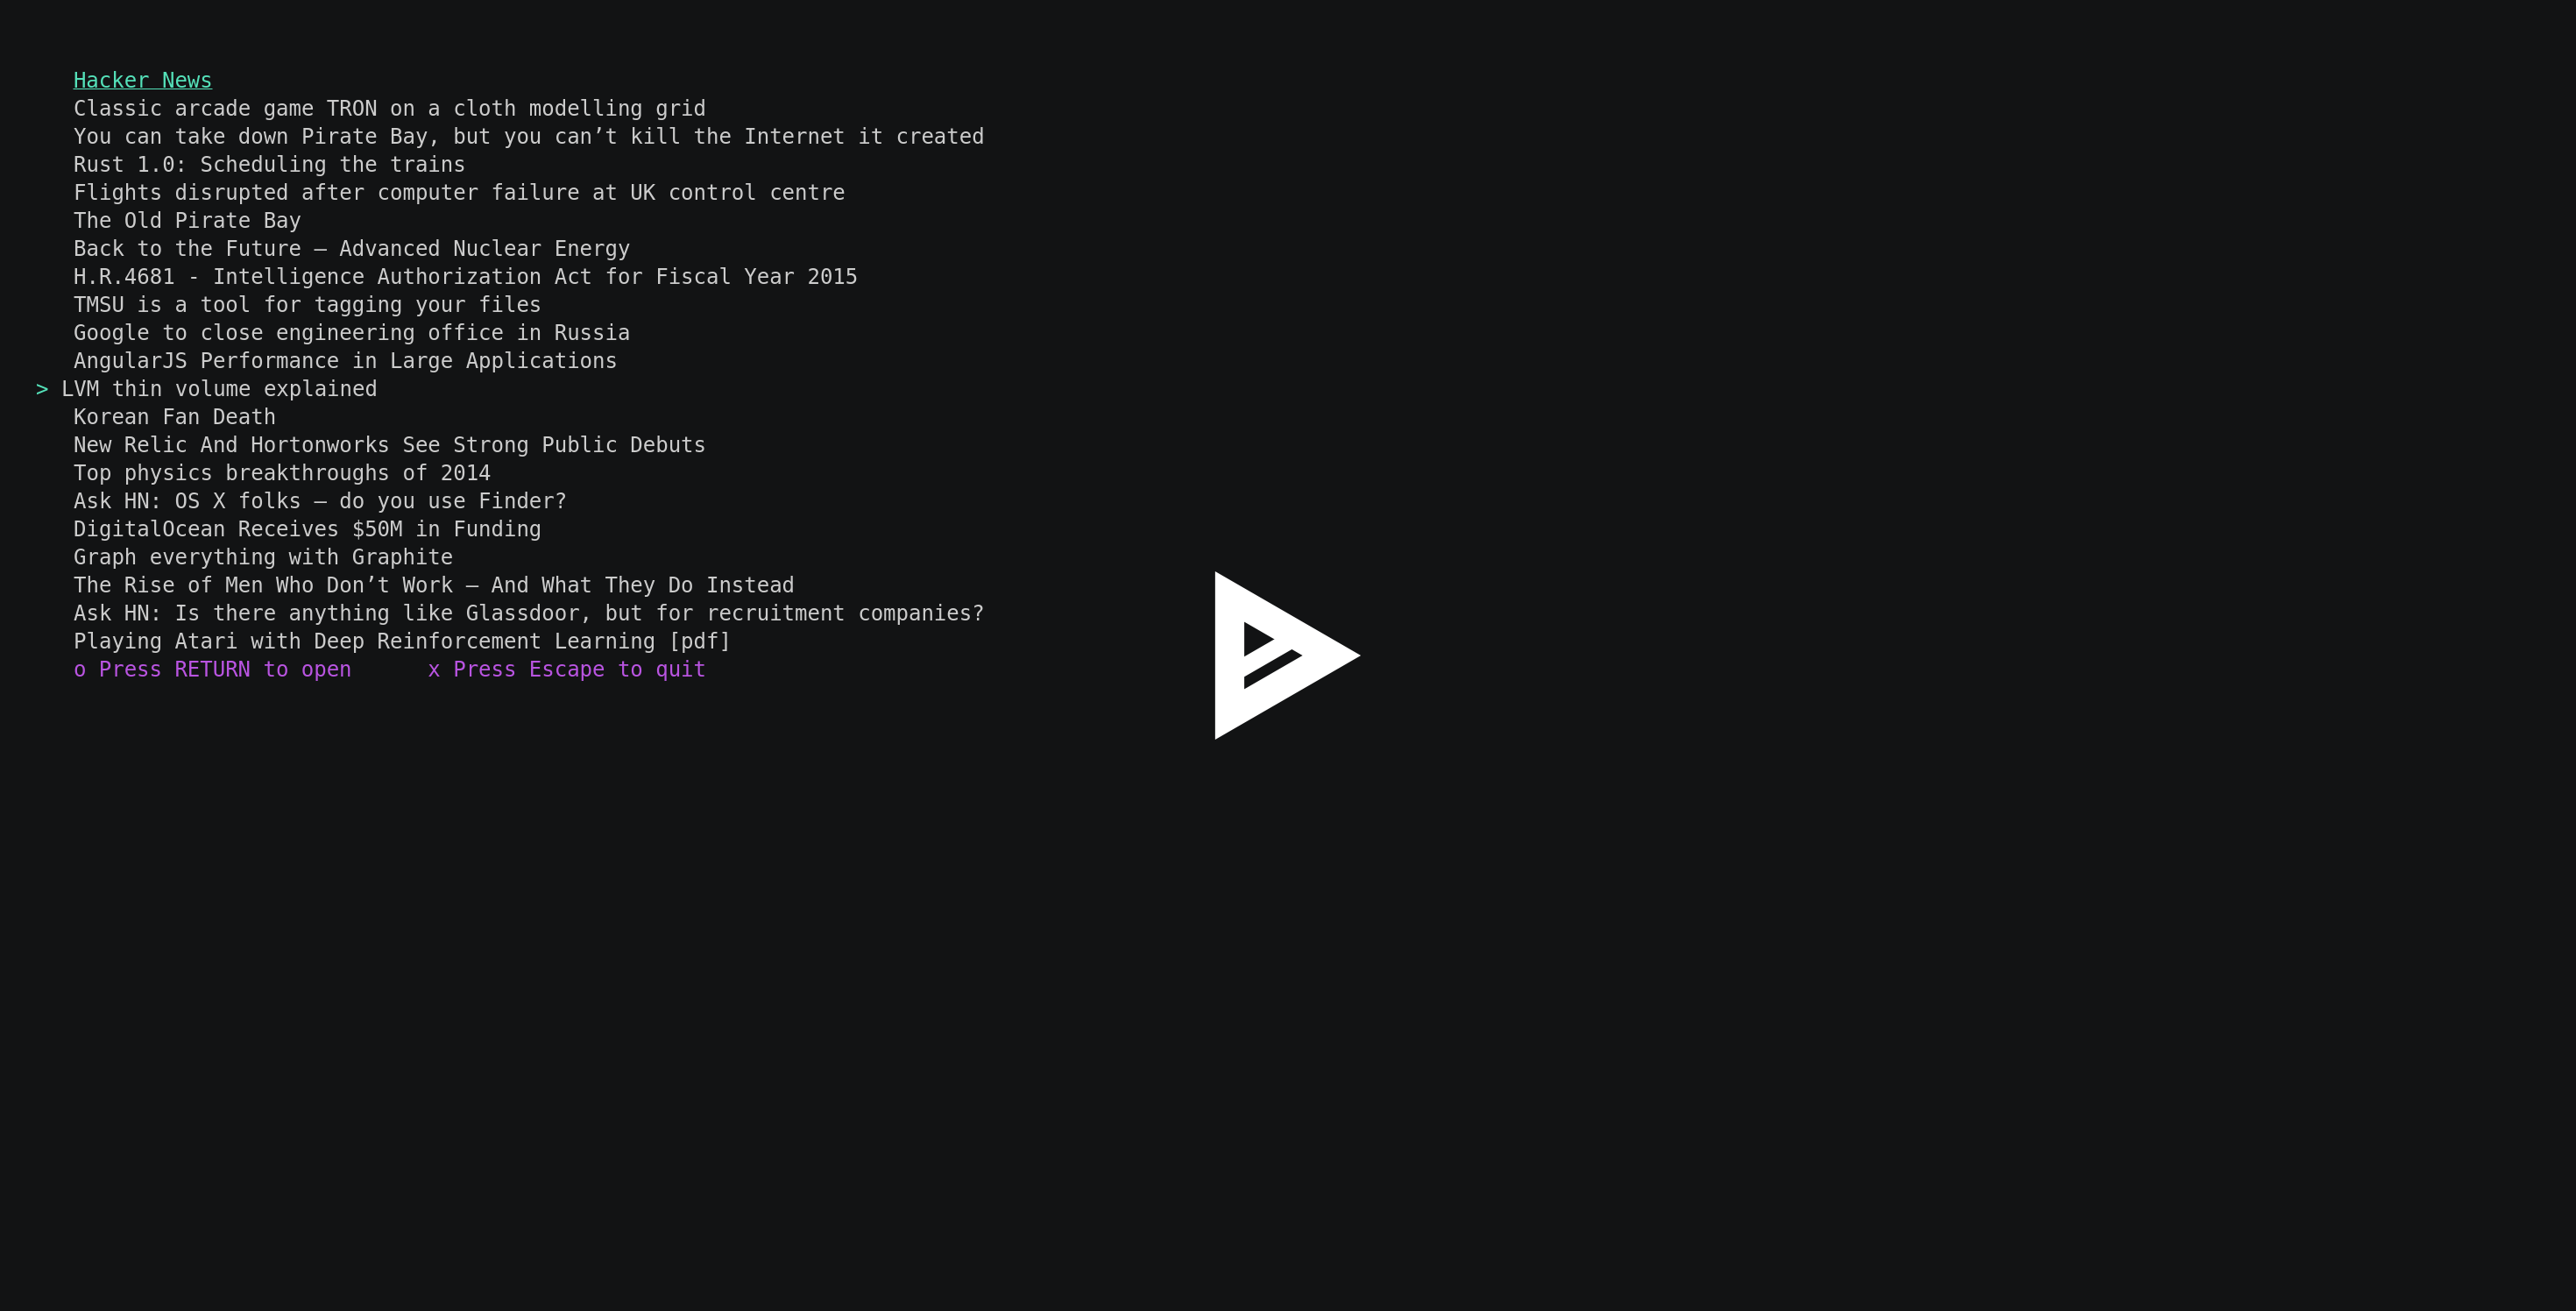 Hacker News
Classic arcade game TRON on a cloth modelling grid
You can take down Pirate Bay, but you can’t kill the Internet it created
Rust 1.0: Scheduling the trains
Flights disrupted after computer failure at UK control centre
The Old Pirate Bay
Back to the Future – Advanced Nuclear Energy
H.R.4681 - Intelligence Authorization Act for Fiscal Year 2015
TMSU is a tool for tagging your files
Google to close engineering office in Russia
AngularJS Performance in Large Applications
> LVM thin volume explained
Korean Fan Death
New Relic And Hortonworks See Strong Public Debuts
Top physics breakthroughs of 2014
Ask HN: OS X folks – do you use Finder?
DigitalOcean Receives $50M in Funding
Graph everything with Graphite
The Rise of Men Who Don’t Work – And What They Do Instead
Ask HN: Is there anything like Glassdoor, but for recruitment companies?
Playing Atari with Deep Reinforcement Learning [pdf]
o Press RETURN to open      x Press Escape to quit